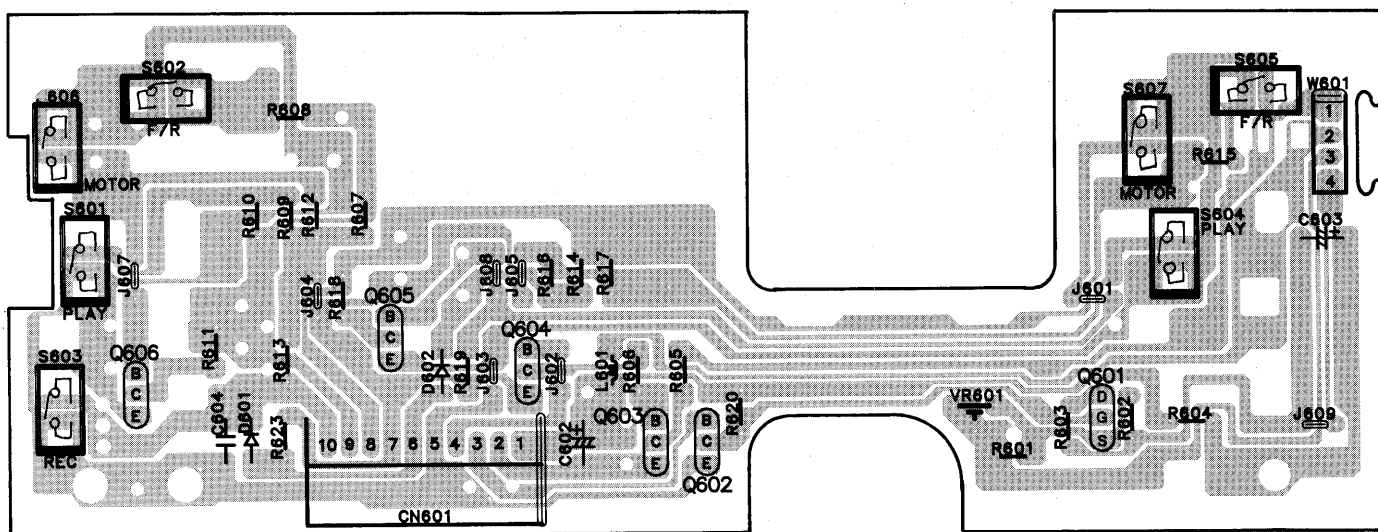 S602
F/R
606
MOTOR
R608
S601
PLAY
J607
R610
R609
R612
R607
J604
R618
Q605
B
C
E
J608
J605
R616
R614
R617
S603
REC
Q606
B
C
E
R611
R613
C604
D601
R623
D602
R619
J603
Q604
B
C
E
J602
L601
R606
R605
10 9 8 7 6 5 4 3 2 1
CN601
C602
+
Q603
B
C
E
Q602
B
C
E
R620
S605
F/R
S607
MOTOR
W601
1
2
3
4
R615
S604
PLAY
C603
+
J601
VR601
R601
R603
Q601
D
G
S
R602
R604
J609